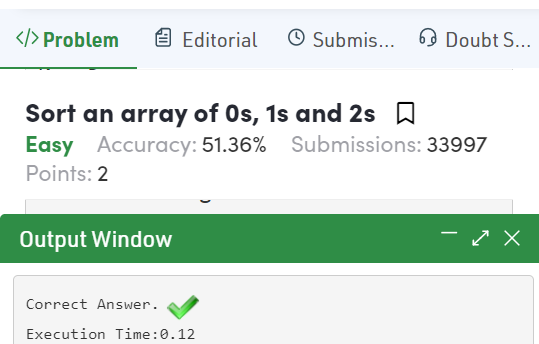 </> Problem Editorial Submis... Doubt S...
Sort an array of 0s, 1s and 2s
Easy Accuracy: 51.36% Submissions: 33997
Points: 2
Output Window
Correct Answer.
Execution Time:0.12